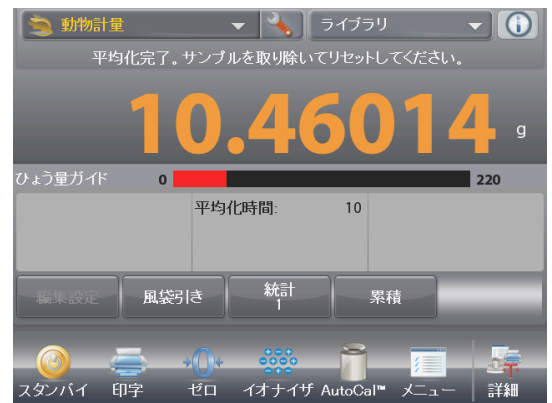 動物計量 ライブラリ
平均化完了。サンプルを取り除いてリセットしてください。
10.46014 g
ひょう量ガイド 0 220
平均化時間: 10
編集設定 風袋引き 統計 1 累積
スタンバイ 印字 ゼロ イオナイザ AutoCal™ メニュー 詳細